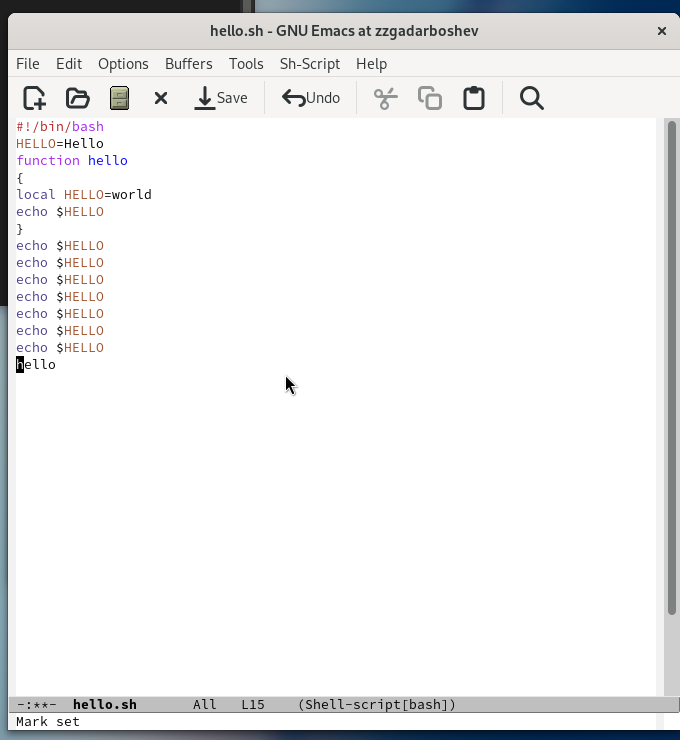 hello.sh - GNU Emacs at zzgadarboshev
File Edit Options Buffers Tools Sh-Script Help
Save Undo
#!/bin/bash
HELLO=Hello
function hello
{
local HELLO=world
echo $HELLO
}
echo $HELLO
echo $HELLO
echo $HELLO
echo $HELLO
echo $HELLO
echo $HELLO
echo $HELLO
hello
-:**- hello.sh All L15 (Shell-script[bash])
Mark set